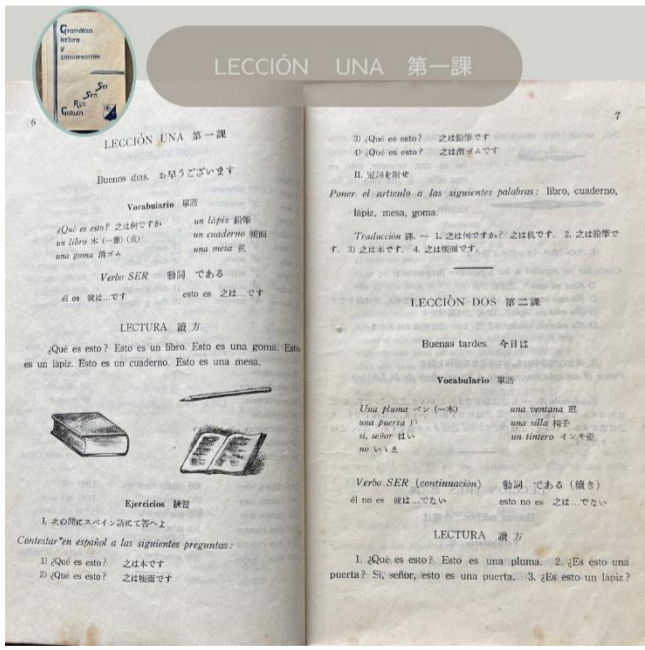 Gramática
lectura
y
conversación
Sei
Sen
Ryo
Gakuin
LECCIÓN UNA 第一課
6
LECCIÓN UNA 第一課
Buenos dias. お早うございます
Vocabulario 單語
¿Qué es esto? 之は何ですか
un libro 本 (一册) (成)
una goma 消ゴム
un lápiz 鉛筆
un cuaderno 帳面
una mesa 机
Verbo SER 動詞 である
él es 彼は...です esto es 之は...です
LECTURA 讀方
¿Qué es esto? Esto es un libro. Esto es una goma. Esto
es un lápiz. Esto es un cuaderno. Esto es una mesa.
Ejercicios 練習
I. 次の問にスペイン語にて答へよ
Contestar en español a las siguientes preguntas:
1) ¿Qué es esto? 之は本です
2) ¿Qué es esto? 之は帳面です
7
3) ¿Qué es esto? 之は鉛筆です
4) ¿Qué es esto? 之は消ゴムです
II. 冠詞を附せ
Poner el articulo a las siguientes palabras: libro, cuaderno,
lápiz, mesa, goma.
Traducción 譯. — 1. 之は何ですか? 之は机です. 2. 之は鉛筆で
す. 3) 之は本です. 4. 之は帳面です.
LECCIÓN DOS 第二課
Buenas tardes. 今日は
Vocabulario 單語
Una pluma ペン (一本)
una puerta 戸
si, señor はい
no いゝえ
una ventana 窓
una silla 椅子
un tintero インキ壺
Verbo SER (continuacion) 動詞 である (續き)
él no es 彼は...でない esto no es 之は...でない
LECTURA 讀方
1. ¿Qué es esto? Esto es una pluma. 2. ¿Es esto una
puerta? Si, señor, esto es una puerta. 3. ¿Es esto un lápiz?